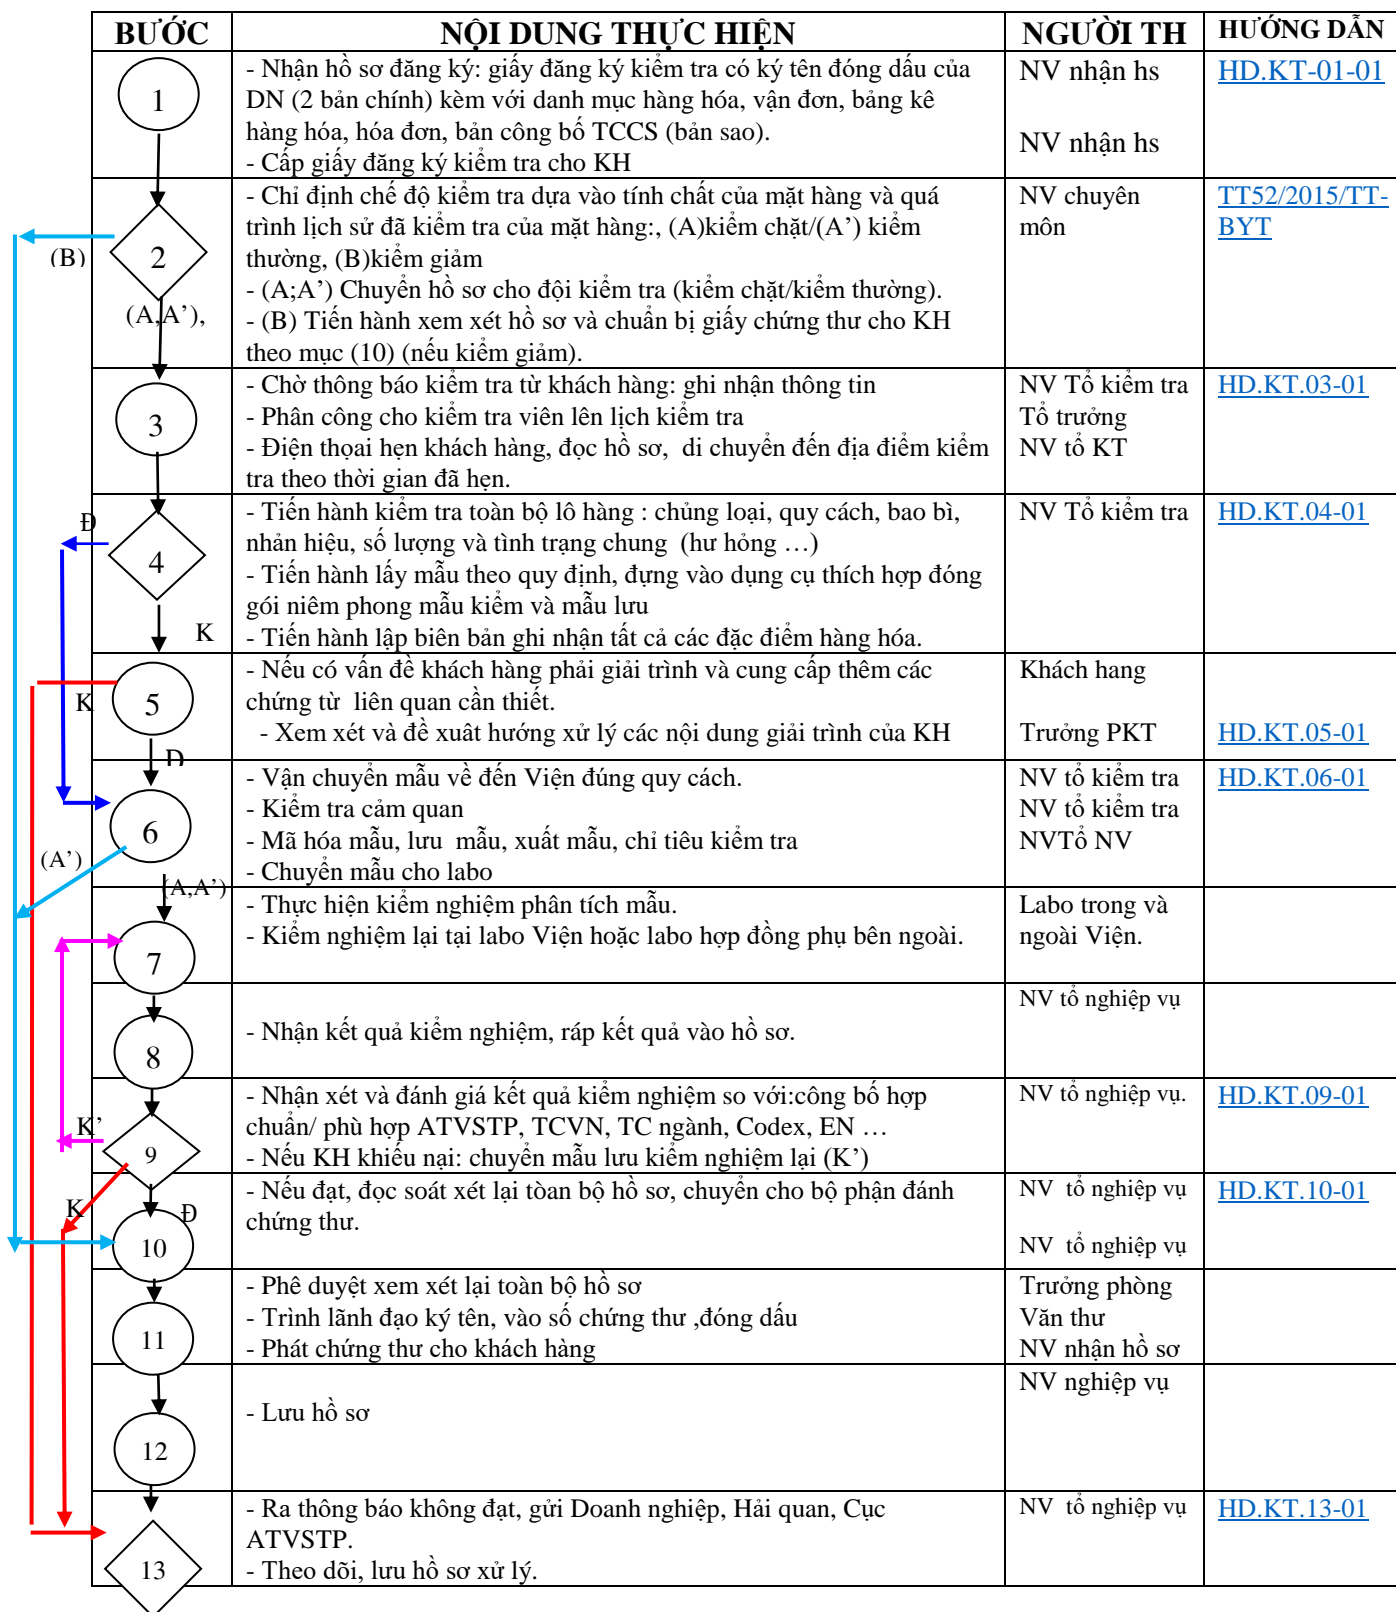 BƯỚC NỘI DUNG THỰC HIỆN NGƯỜI TH HƯỚNG DẪN
1
- Nhận hồ sơ đăng ký: giấy đăng ký kiểm tra có ký tên đóng dấu của
DN (2 bản chính) kèm với danh mục hàng hóa, vận đơn, bảng kê
hàng hóa, hóa đơn, bản công bố TCCS (bản sao).
- Cấp giấy đăng ký kiểm tra cho KH
NV nhận hs
NV nhận hs
HD.KT-01-01
2
(B)
(A,A’),
- Chỉ định chế độ kiểm tra dựa vào tính chất của mặt hàng và quá
trình lịch sử đã kiểm tra của mặt hàng:, (A)kiểm chặt/(A’) kiểm
thường, (B)kiểm giảm
- (A;A’) Chuyển hồ sơ cho đội kiểm tra (kiểm chặt/kiểm thường).
- (B) Tiến hành xem xét hồ sơ và chuẩn bị giấy chứng thư cho KH
theo mục (10) (nếu kiểm giảm).
NV chuyên
môn
TT52/2015/TT-
BYT
3
- Chờ thông báo kiểm tra từ khách hàng: ghi nhận thông tin
- Phân công cho kiểm tra viên lên lịch kiểm tra
- Điện thọai hẹn khách hàng, đọc hồ sơ, di chuyển đến địa điểm kiểm
tra theo thời gian đã hẹn.
NV Tổ kiểm tra
Tổ trưởng
NV tổ KT
HD.KT.03-01
Đ
4
K
- Tiến hành kiểm tra toàn bộ lô hàng : chủng loại, quy cách, bao bì,
nhản hiệu, số lượng và tình trạng chung (hư hỏng …)
- Tiến hành lấy mẫu theo quy định, đựng vào dụng cụ thích hợp đóng
gói niêm phong mẫu kiểm và mẫu lưu
- Tiến hành lập biên bản ghi nhận tất cả các đặc điểm hàng hóa.
NV Tổ kiểm tra
HD.KT.04-01
K
5
Đ
- Nếu có vấn đề khách hàng phải giải trình và cung cấp thêm các
chứng từ liên quan cần thiết.
- Xem xét và đề xuât hướng xử lý các nội dung giải trình của KH
Khách hang
Trưởng PKT
HD.KT.05-01
6
(A’)
(A,A’)
- Vận chuyển mẫu về đến Viện đúng quy cách.
- Kiểm tra cảm quan
- Mã hóa mẫu, lưu mẫu, xuất mẫu, chỉ tiêu kiểm tra
- Chuyển mẫu cho labo
NV tổ kiểm tra
NV tổ kiểm tra
NVTổ NV
HD.KT.06-01
7
- Thực hiện kiểm nghiệm phân tích mẫu.
- Kiểm nghiệm lại tại labo Viện hoặc labo hợp đồng phụ bên ngoài.
Labo trong và
ngoài Viện.
8
- Nhận kết quả kiểm nghiệm, ráp kết quả vào hồ sơ.
NV tổ nghiệp vụ
K’
9
- Nhận xét và đánh giá kết quả kiểm nghiệm so với:công bố hợp
chuẩn/ phù hợp ATVSTP, TCVN, TC ngành, Codex, EN …
- Nếu KH khiếu nại: chuyển mẫu lưu kiểm nghiệm lại (K’)
NV tổ nghiệp vụ.
HD.KT.09-01
K
Đ
10
- Nếu đạt, đọc soát xét lại tòan bộ hồ sơ, chuyển cho bộ phận đánh
chứng thư.
NV tổ nghiệp vụ
NV tổ nghiệp vụ
HD.KT.10-01
11
- Phê duyệt xem xét lại toàn bộ hồ sơ
- Trình lãnh đạo ký tên, vào số chứng thư ,đóng dấu
- Phát chứng thư cho khách hàng
Trưởng phòng
Văn thư
NV nhận hồ sơ
12
- Lưu hồ sơ
NV nghiệp vụ
13
- Ra thông báo không đạt, gửi Doanh nghiệp, Hải quan, Cục
ATVSTP.
- Theo dõi, lưu hồ sơ xử lý.
NV tổ nghiệp vụ
HD.KT.13-01